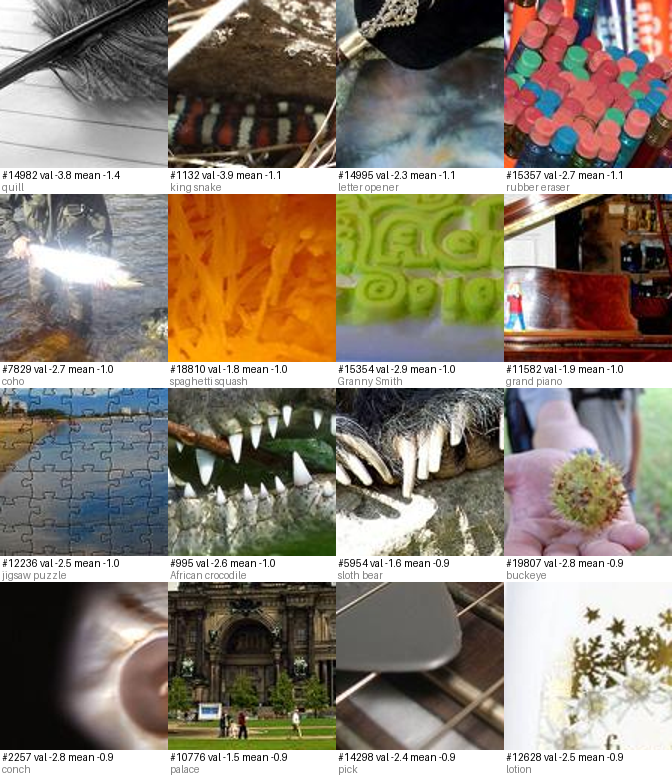 #14982 val -3.8 mean -1.4
quill
#1132 val -3.9 mean -1.1
king snake
#14995 val -2.3 mean -1.1
letter opener
#15357 val -2.7 mean -1.1
rubber eraser
#7829 val -2.7 mean -1.0
coho
#18810 val -1.8 mean -1.0
spaghetti squash
#15354 val -2.9 mean -1.0
Granny Smith
#11582 val -1.9 mean -1.0
grand piano
#12236 val -2.5 mean -1.0
jigsaw puzzle
#995 val -2.6 mean -1.0
African crocodile
#5954 val -1.6 mean -0.9
sloth bear
#19807 val -2.8 mean -0.9
buckeye
#2257 val -2.8 mean -0.9
conch
#10776 val -1.5 mean -0.9
palace
#14298 val -2.4 mean -0.9
pick
#12628 val -2.5 mean -0.9
lotion